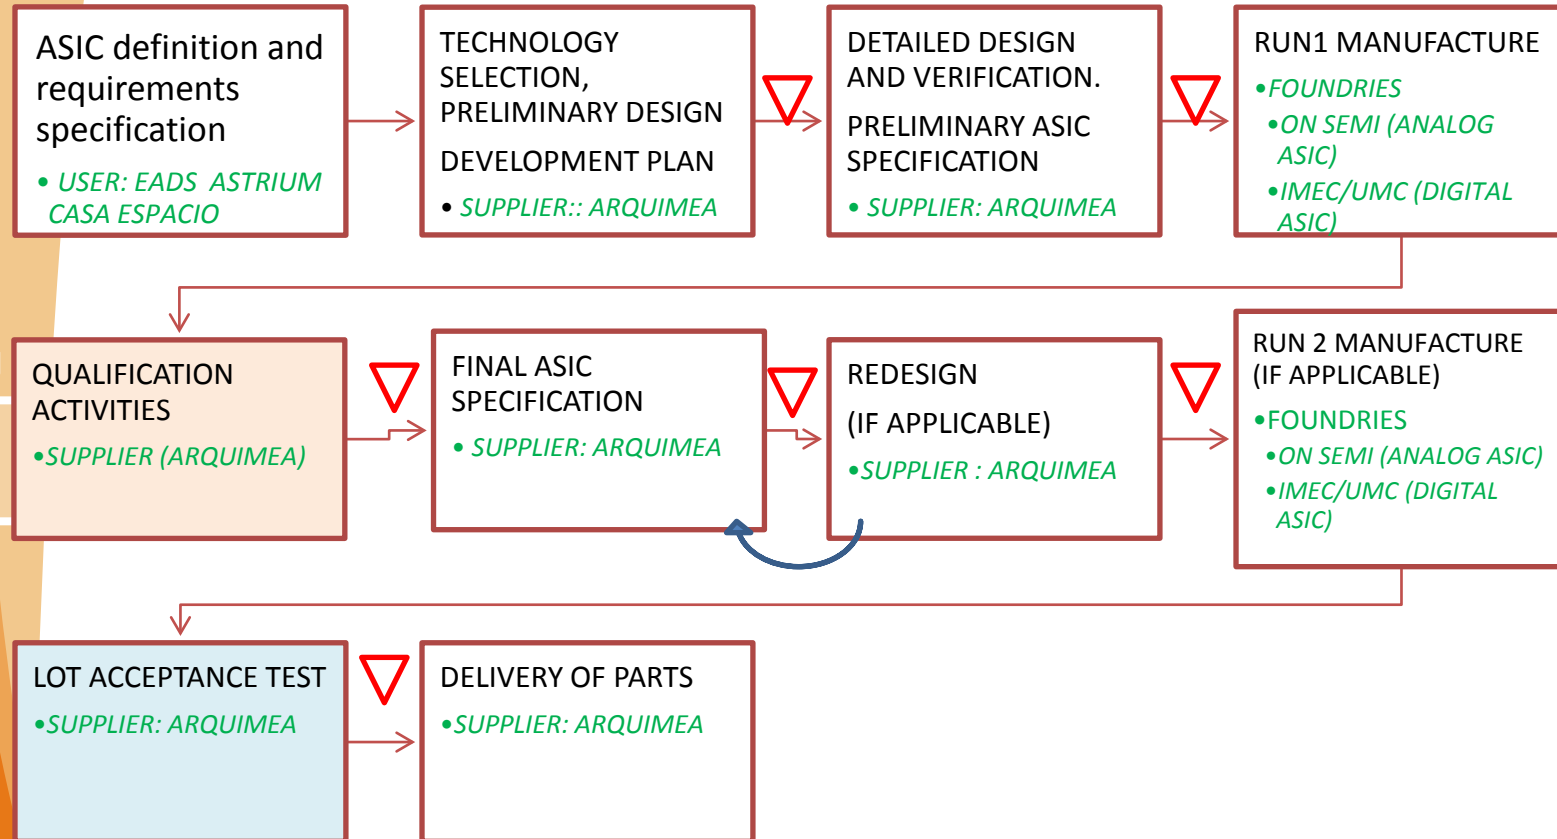 ASIC definition and
requirements
specification
• USER: EADS ASTRIUM
CASA ESPACIO
TECHNOLOGY
SELECTION,
PRELIMINARY DESIGN
DEVELOPMENT PLAN
• SUPPLIER:: ARQUIMEA
DETAILED DESIGN
AND VERIFICATION.
PRELIMINARY ASIC
SPECIFICATION
• SUPPLIER: ARQUIMEA
RUN1 MANUFACTURE
•FOUNDRIES
•ON SEMI (ANALOG
ASIC)
•IMEC/UMC (DIGITAL
ASIC)
QUALIFICATION
ACTIVITIES
•SUPPLIER (ARQUIMEA)
FINAL ASIC
SPECIFICATION
• SUPPLIER: ARQUIMEA
REDESIGN
(IF APPLICABLE)
•SUPPLIER : ARQUIMEA
RUN 2 MANUFACTURE
(IF APPLICABLE)
•FOUNDRIES
•ON SEMI (ANALOG ASIC)
•IMEC/UMC (DIGITAL
ASIC)
LOT ACCEPTANCE TEST
•SUPPLIER: ARQUIMEA
DELIVERY OF PARTS
•SUPPLIER: ARQUIMEA